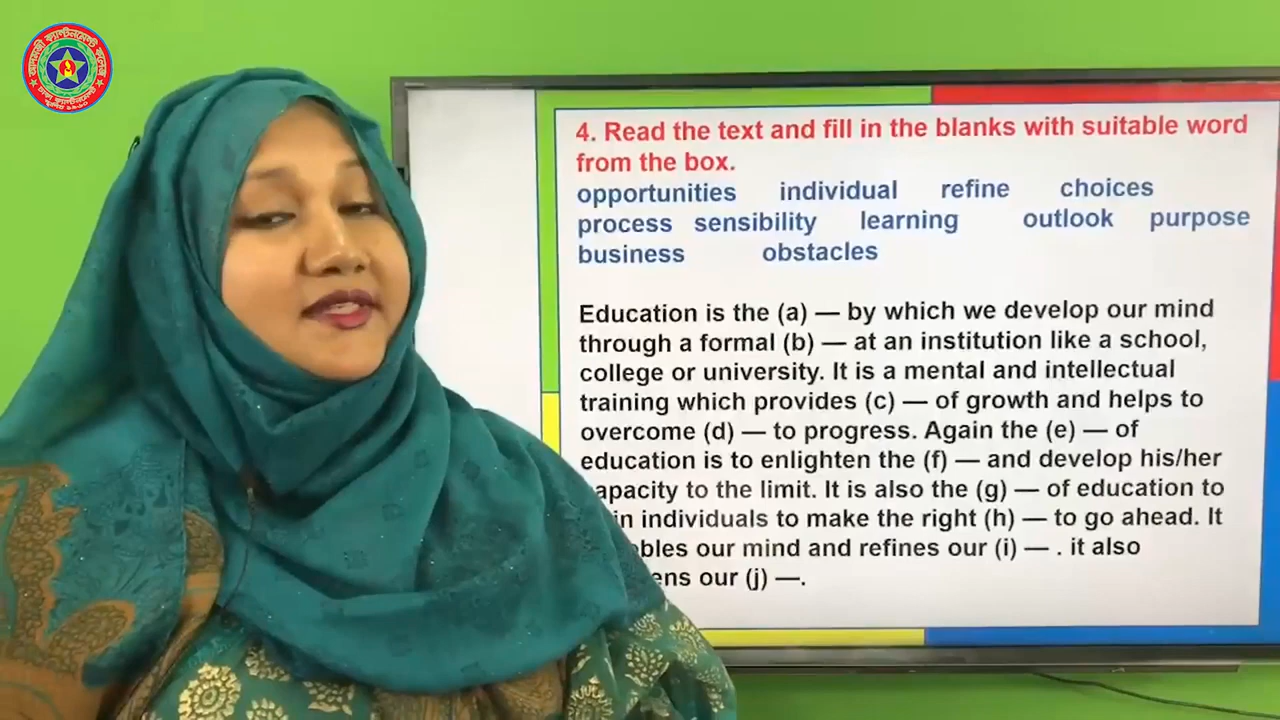 4. Read the text and fill in the blanks with suitable word
from the box.
opportunities individual refine choices
process sensibility learning outlook purpose
business obstacles
Education is the (a) — by which we develop our mind
through a formal (b) — at an institution like a school,
college or university. It is a mental and intellectual
training which provides (c) — of growth and helps to
overcome (d) — to progress. Again the (e) — of
education is to enlighten the (f) — and develop his/her
apacity to the limit. It is also the (g) — of education to
in individuals to make the right (h) — to go ahead. It
bles our mind and refines our (i) — . it also
ens our (j) —.